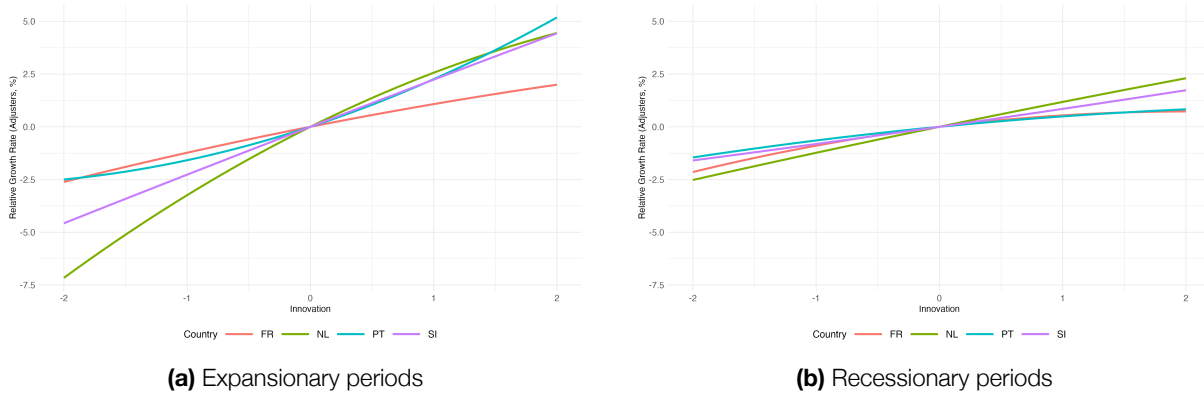 Relative Growth Rate (Adjusters, %)
5.0
2.5
0.0
-2.5
-5.0
-7.5
-2
-1
0
1
2
Innovation
Country FR NL PT SI
(a) Expansionary periods
Relative Growth Rate (Adjusters, %)
5.0
2.5
0.0
-2.5
-5.0
-7.5
-2
-1
0
1
2
Innovation
Country FR NL PT SI
(b) Recessionary periods